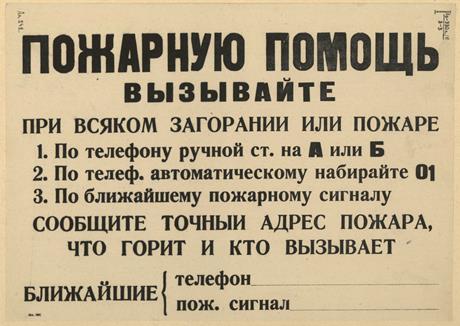 ПОЖАРНУЮ ПОМОЩЬ
ВЫЗЫВАЙТЕ
ПРИ ВСЯКОМ ЗАГОРАНИИ ИЛИ ПОЖАРЕ
1. По телефону ручной ст. на А или Б
2. По телеф. автоматическому набирайте 01
3. По ближайшему пожарному сигналу
СООБЩИТЕ ТОЧНЫЙ АДРЕС ПОЖАРА,
ЧТО ГОРИТ И КТО ВЫЗЫВАЕТ
БЛИЖАЙШИЕ
телефон
пож. сигнал